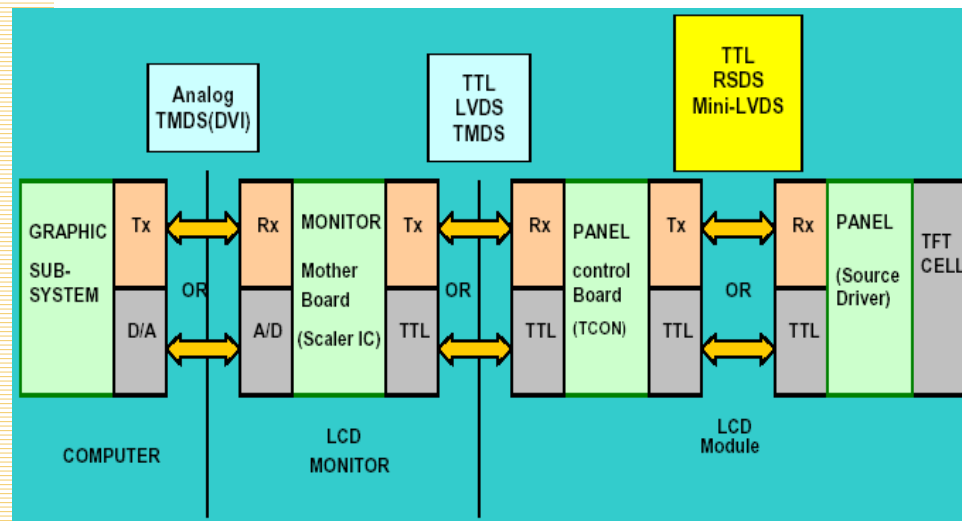 Analog
TMDS(DVI)
TTL
LVDS
TMDS
TTL
RSDS
Mini-LVDS
GRAPHIC
SUB-
SYSTEM
Tx
D/A
OR
Rx
A/D
MONITOR
Mother
Board
(Scaler IC)
Tx
TTL
OR
Rx
TTL
PANEL
control
Board
(TCON)
Tx
TTL
OR
Rx
TTL
PANEL
(Source
Driver)
TFT
CELL
COMPUTER
LCD
MONITOR
LCD
Module